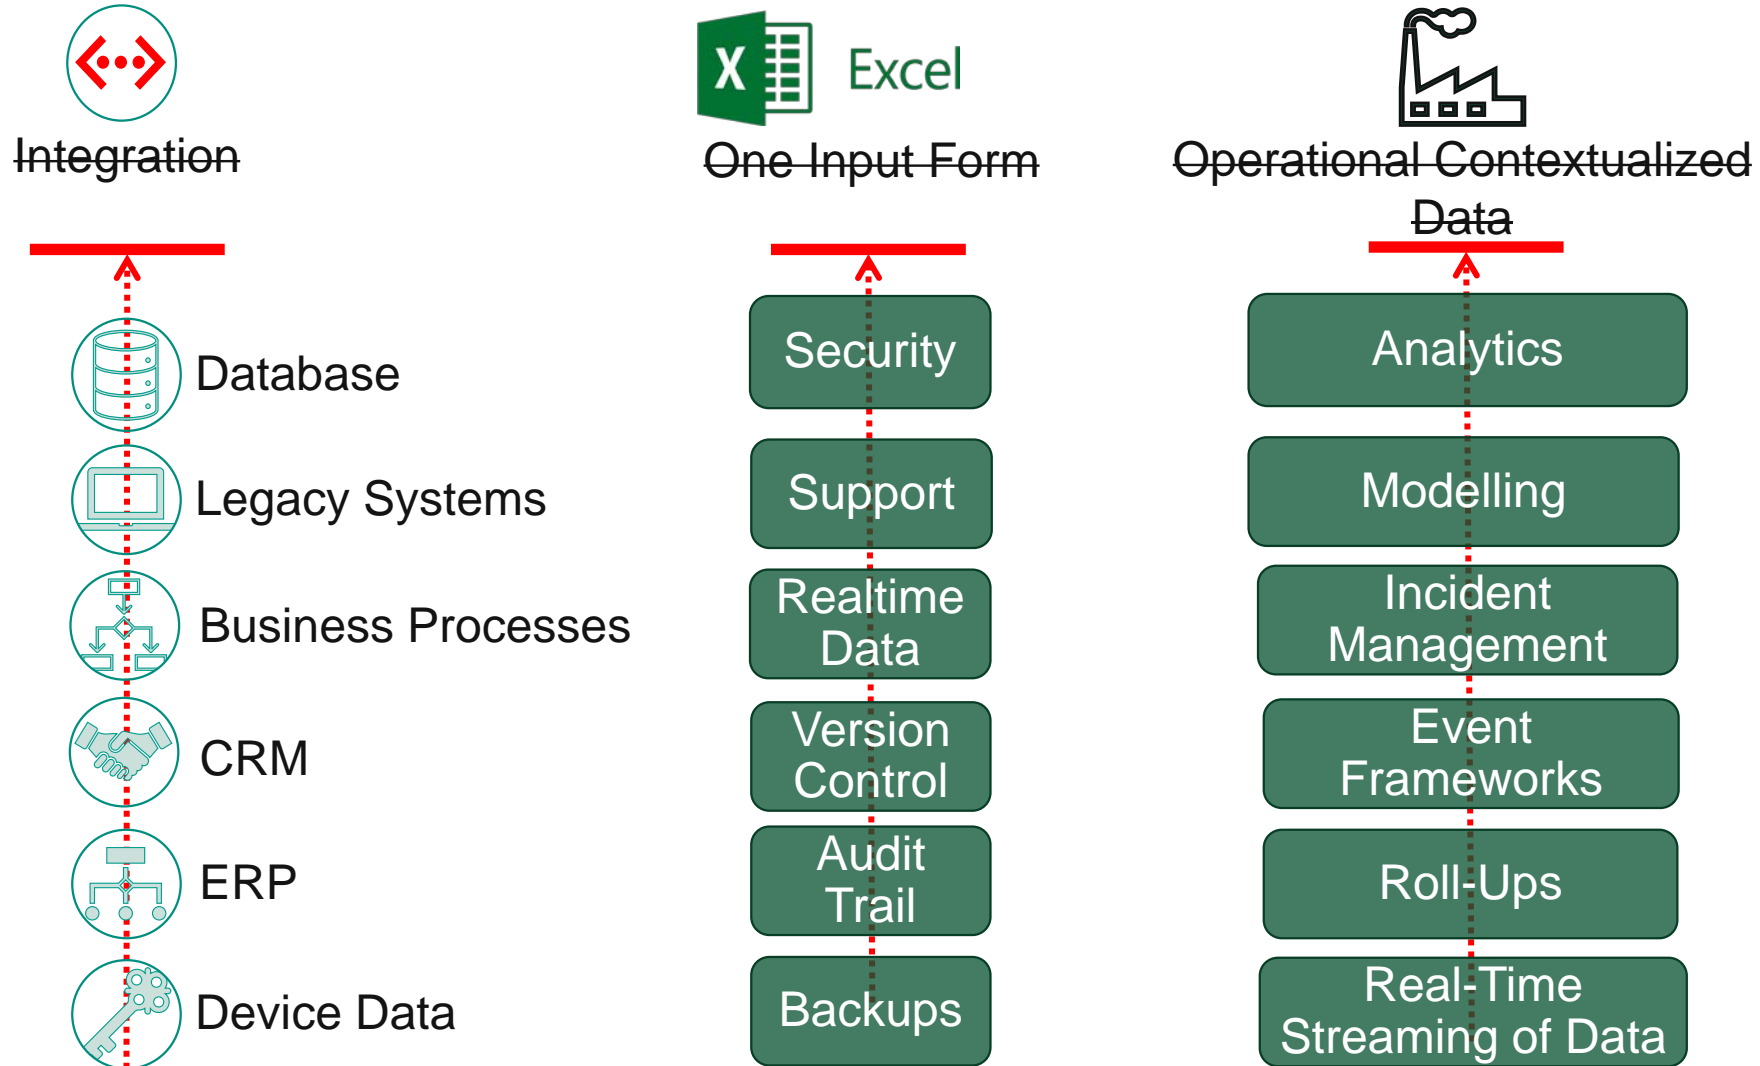 Integration
Database
Legacy Systems
Business Processes
CRM
ERP
Device Data
X
Excel
One Input Form
Security
Support
Realtime
Data
Version
Control
Audit
Trail
Backups
Operational Contextualized
Data
Analytics
Modelling
Incident
Management
Event
Frameworks
Roll-Ups
Real-Time
Streaming of Data